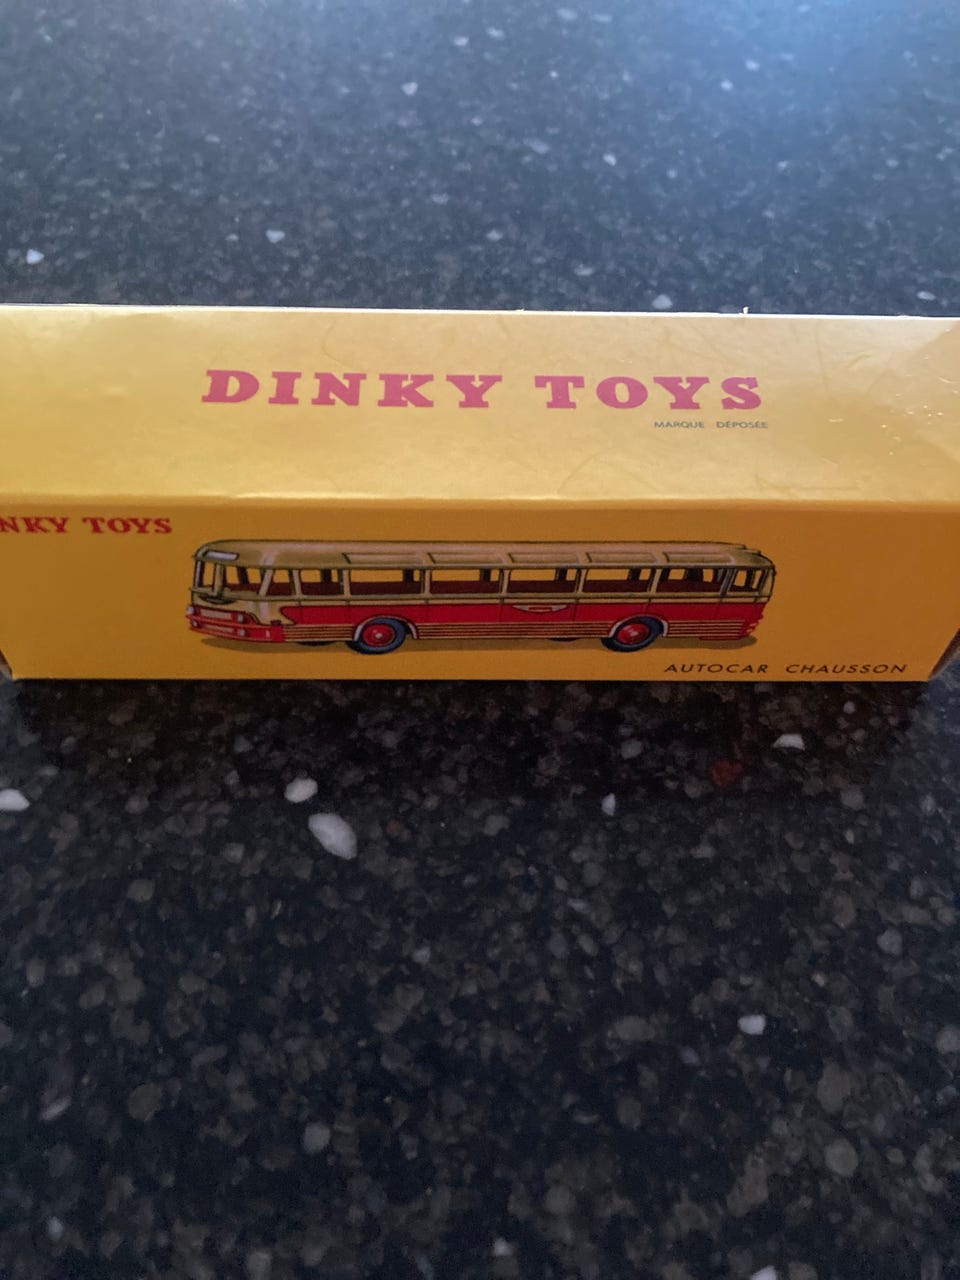 DINKY TOYS
MARQUE DÉPOSÉE
NKY TOYS
AUTOCAR CHAUSSON